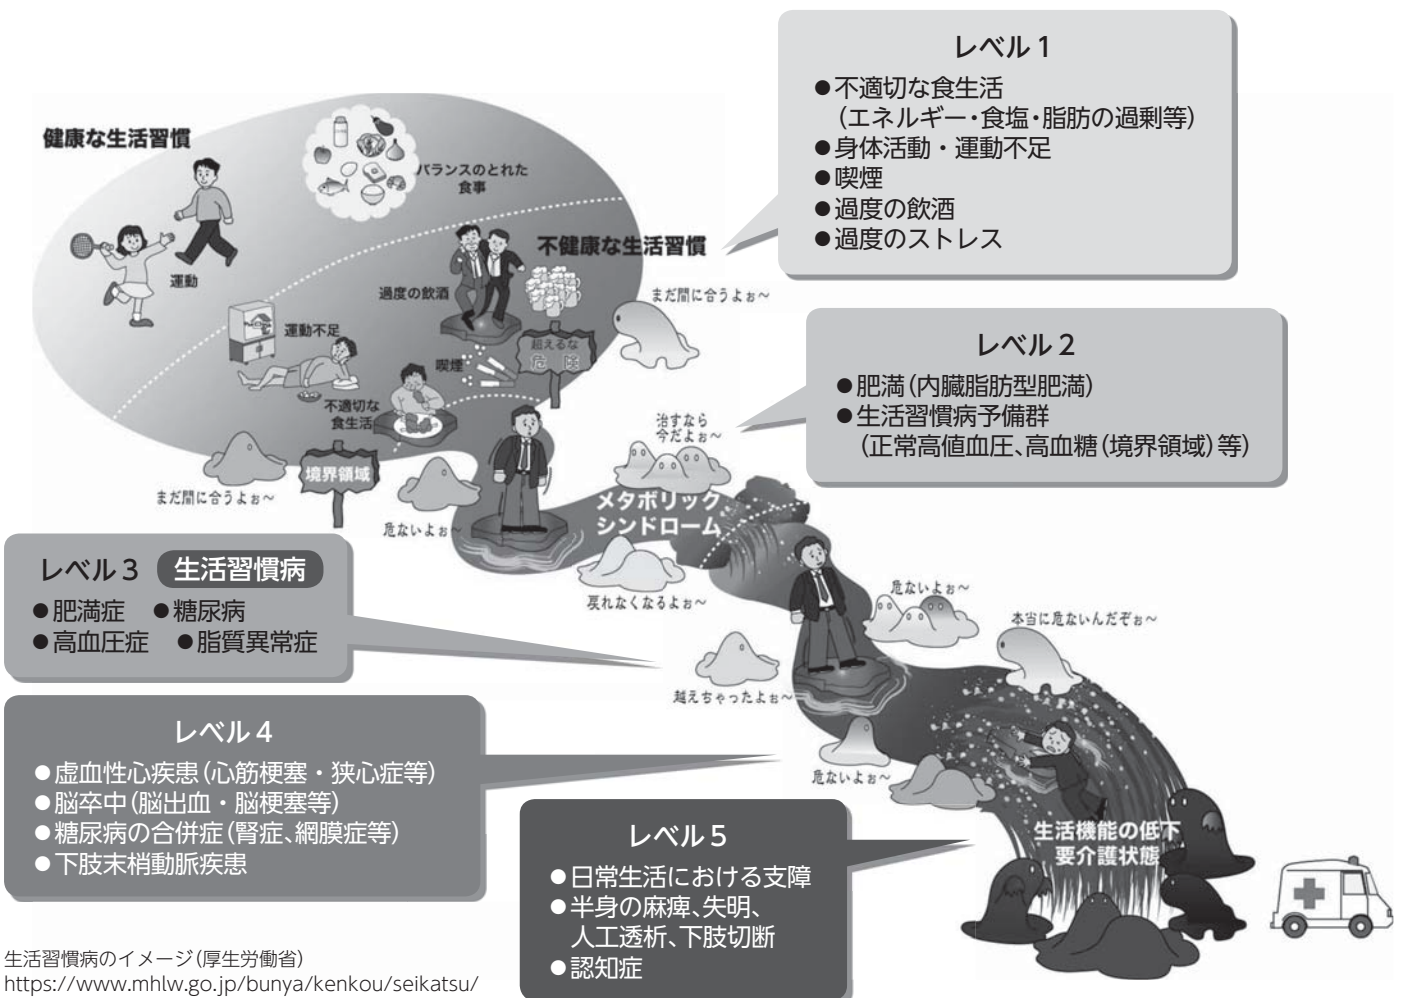 レベル1
●不適切な食生活
（エネルギー・食塩・脂肪の過剰等）
●身体活動・運動不足
●喫煙
●過度の飲酒
●過度のストレス
健康な生活習慣
バランスのとれた
食事
運動
不健康な生活習慣
過度の飲酒
まだ間に合うよぉ～
運動不足
超えるな
危険
喫煙
不適切な
食生活
レベル2
●肥満（内臓脂肪型肥満）
●生活習慣病予備群
（正常高値血圧、高血糖（境界領域）等）
治すなら
今だよぉ～
境界領域
まだ間に合うよぉ～
危ないよぉ～
メタボリック
シンドローム
戻れなくなるよぉ～
レベル3 生活習慣病
●肥満症 ●糖尿病
●高血圧症 ●脂質異常症
危ないよぉ～
本当に危ないんだぞぉ～
越えちゃったよぉ～
レベル4
●虚血性心疾患（心筋梗塞・狭心症等）
●脳卒中（脳出血・脳梗塞等）
●糖尿病の合併症（腎症、網膜症等）
●下肢末梢動脈疾患
危ないよぉ～
レベル5
●日常生活における支障
●半身の麻痺、失明、
人工透析、下肢切断
●認知症
生活機能の低下
要介護状態
生活習慣病のイメージ（厚生労働省）
https://www.mhlw.go.jp/bunya/kenkou/seikatsu/